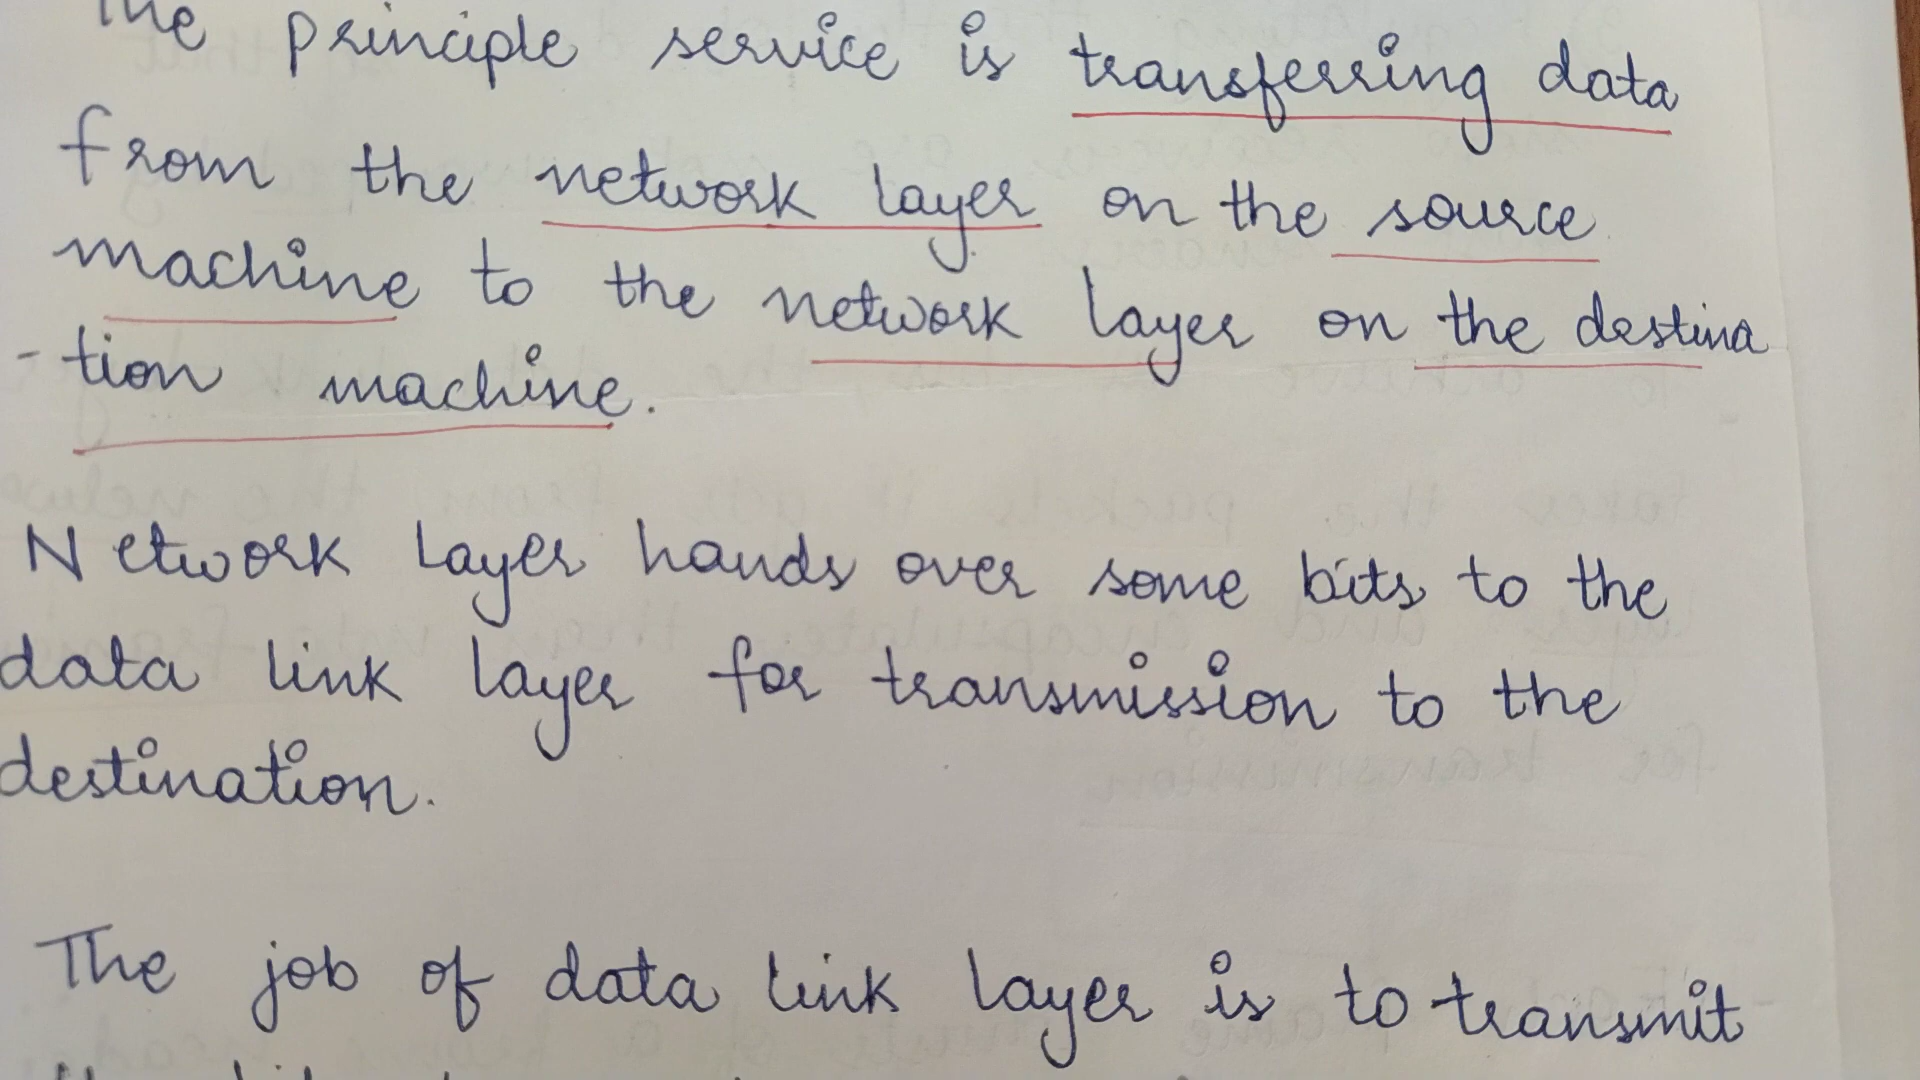 The principle service is transferring data
from the network layer on the source
machine to the network layer on the destina
-tion machine.
Network Layer hands over some bits to the
data link layer for transmission to the
destination.
The job of data link layer is to transmit